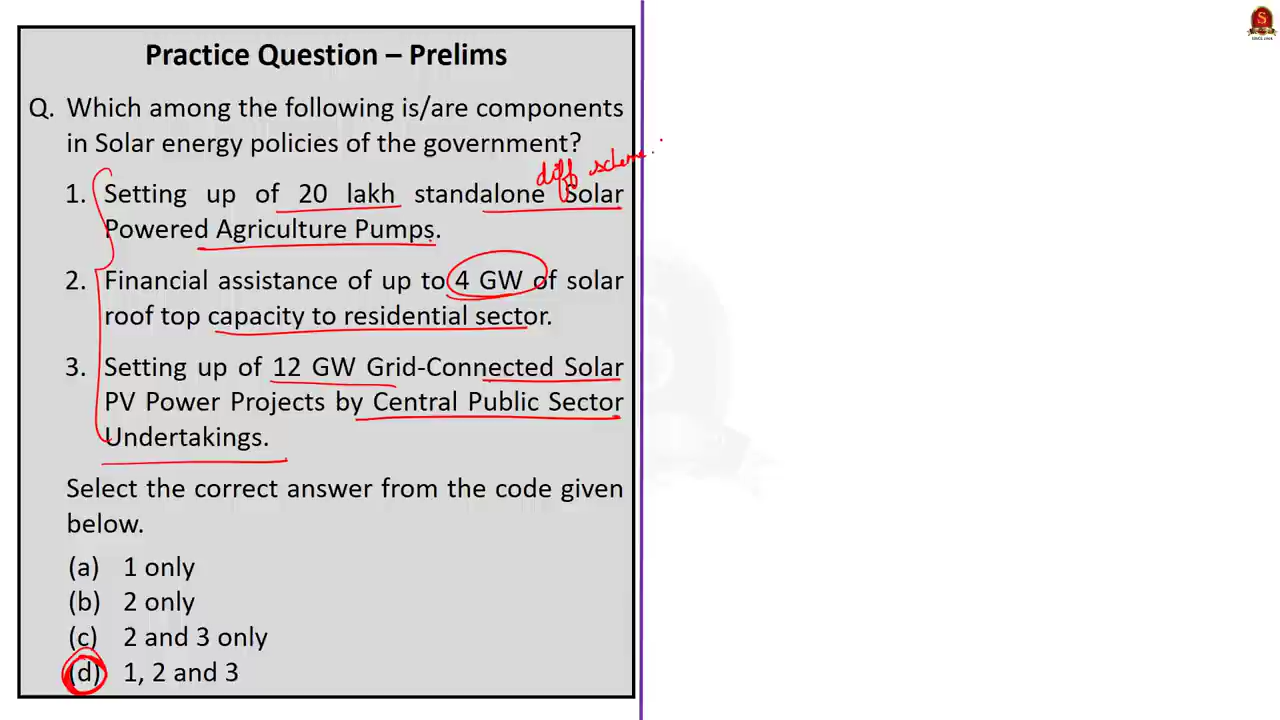 Practice Question – Prelims
Q. Which among the following is/are components
in Solar energy policies of the government?
diff scheme.
1. Setting up of 20 lakh standalone Solar
Powered Agriculture Pumps.
2. Financial assistance of up to 4 GW of solar
roof top capacity to residential sector.
3. Setting up of 12 GW Grid-Connected Solar
PV Power Projects by Central Public Sector
Undertakings.
Select the correct answer from the code given
below.
(a) 1 only
(b) 2 only
(c) 2 and 3 only
(d) 1, 2 and 3